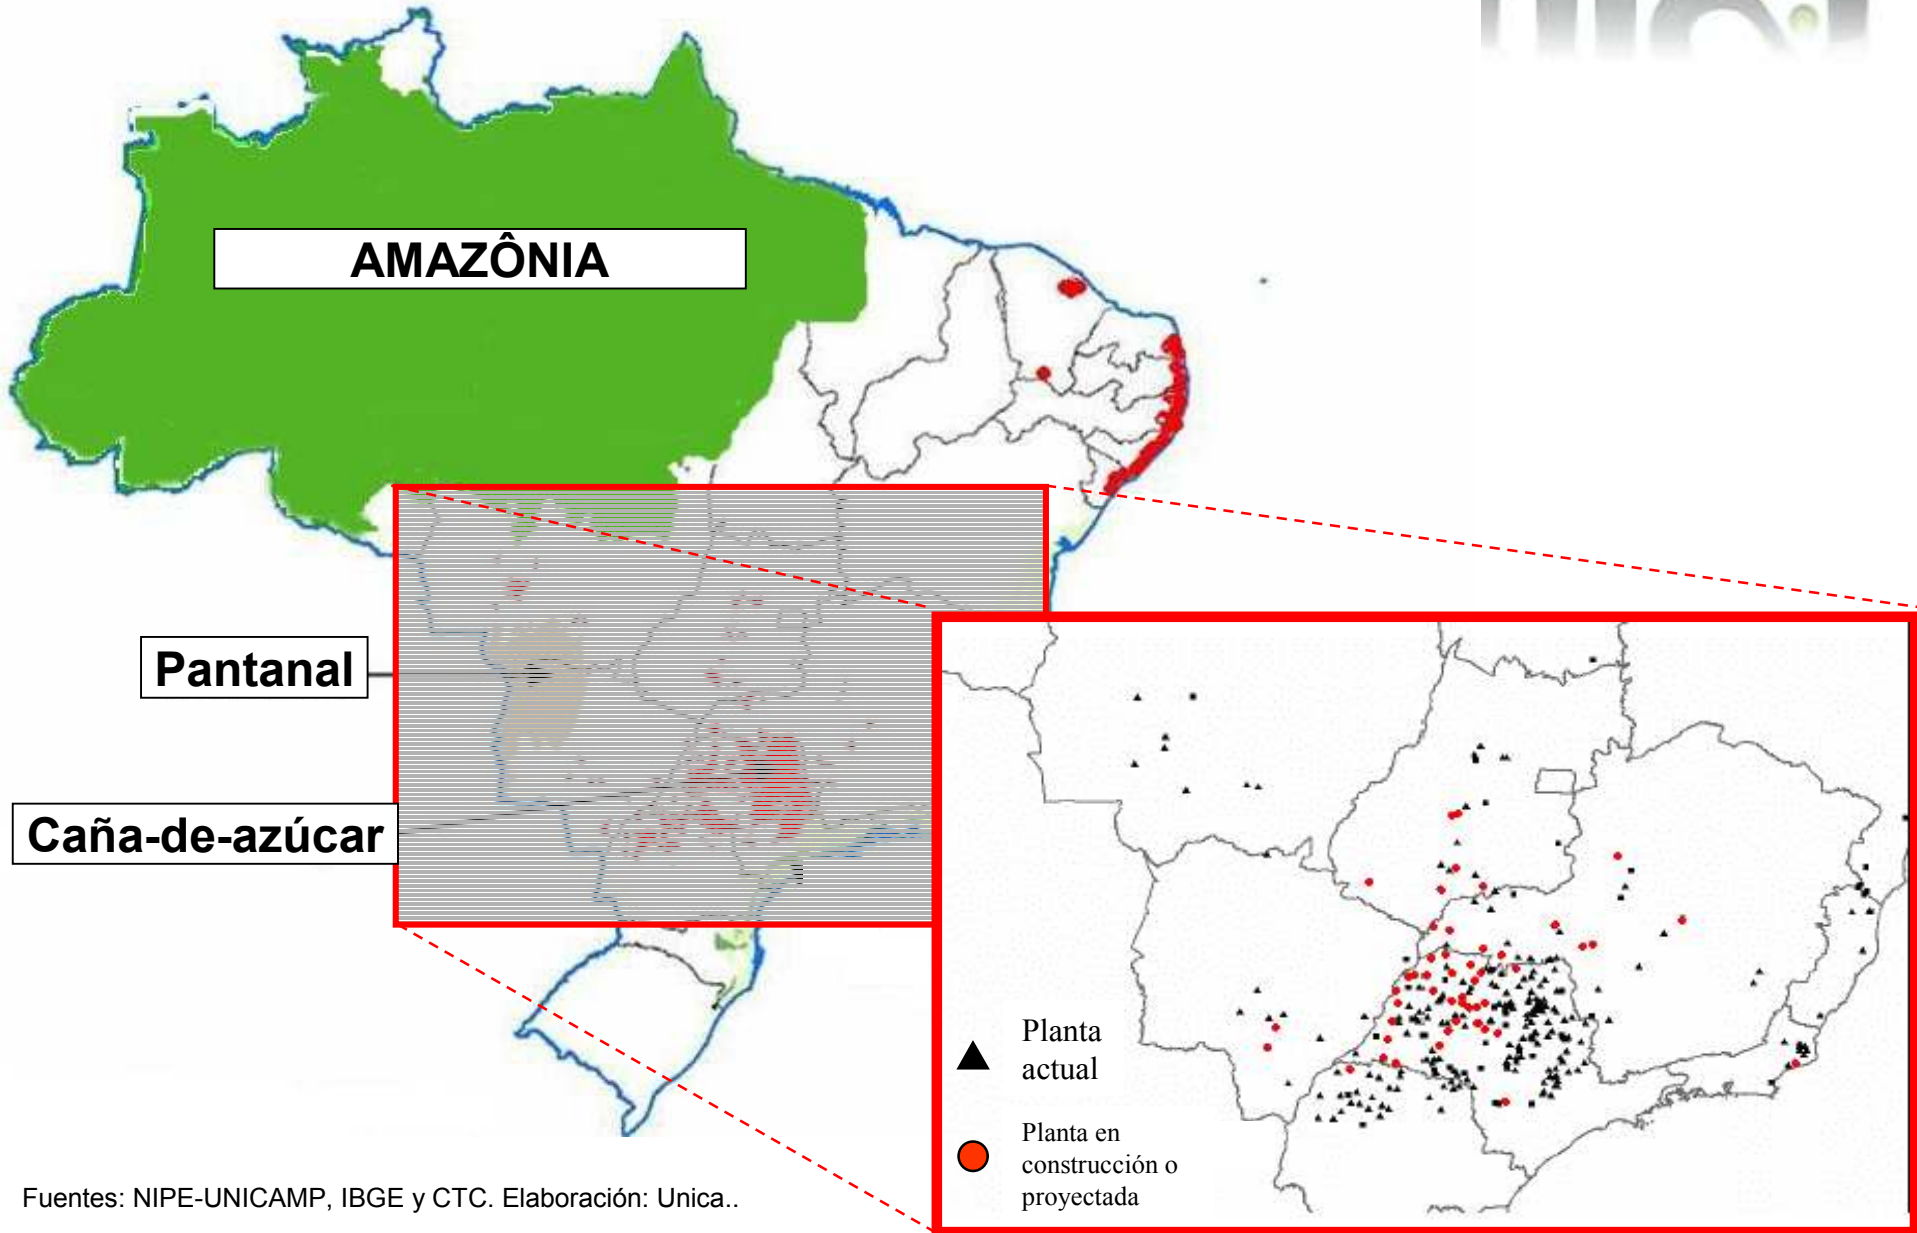 AMAZÔNIA
Pantanal
Caña-de-azúcar
Planta
actual
Planta en
construcción o
proyectada
Fuentes: NIPE-UNICAMP, IBGE y CTC. Elaboración: Unica..